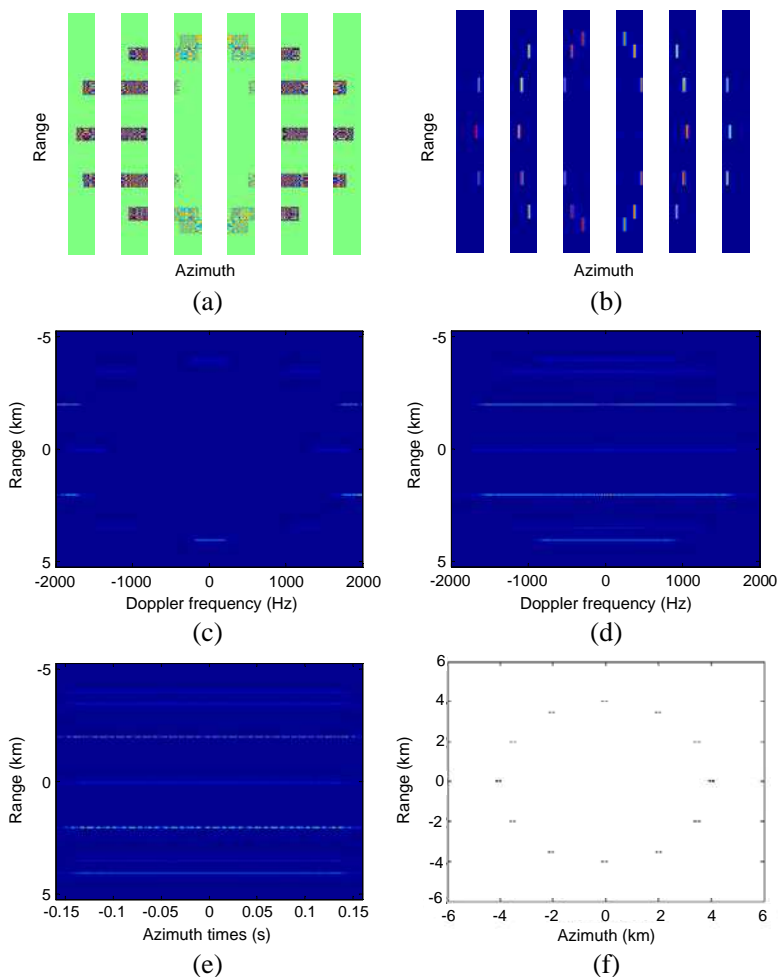 Range
Azimuth
(a)
Range
Azimuth
(b)
-5
0
5
Range (km)
-2000 -1000 0 1000 2000
Doppler frequency (Hz)
(c)
-5
0
5
Range (km)
-2000 -1000 0 1000 2000
Doppler frequency (Hz)
(d)
-5
0
5
Range (km)
-0.15 -0.1 -0.05 0 0.05 0.1 0.15
Azimuth times (s)
(e)
6
4
2
0
-2
-4
-6
Range (km)
-6 -4 -2 0 2 4 6
Azimuth (km)
(f)